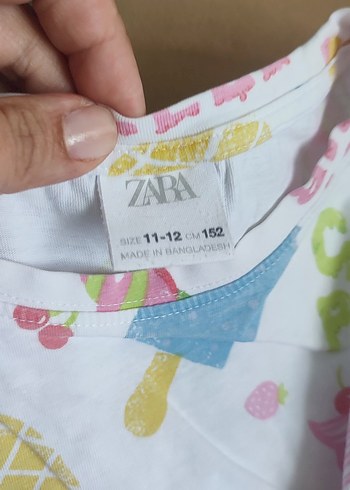 ZARA
SIZE 11-12 CM 152
MADE IN BANGLADESH